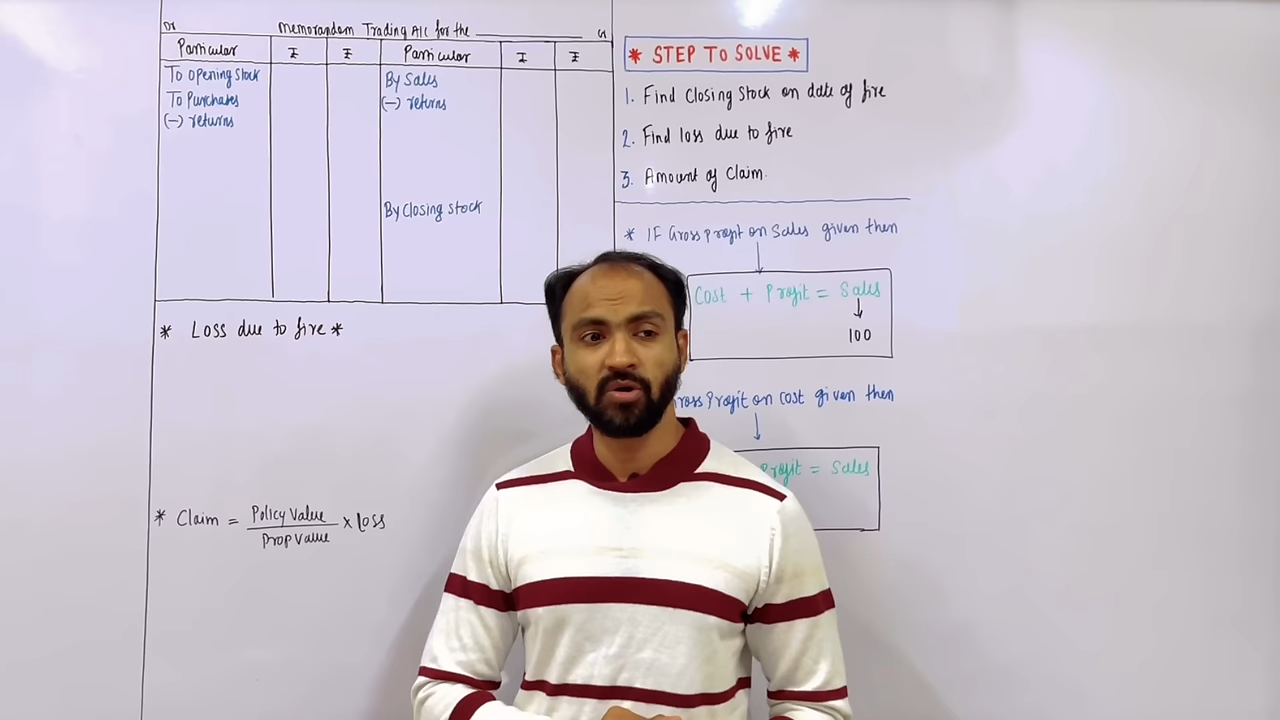 Dr Memorandam Trading A/C for the ____________ Cr
Particular ₹ ₹ Particular ₹ ₹
To opening stock
To Purchases
(-) returns
By Sales
(-) returns
By Closing stock
* Loss due to fire *
* Claim = Policy Value / Prop Value × Loss
* STEP TO SOLVE *
1. Find Closing Stock on date of fire
2. Find loss due to fire
3. Amount of Claim.
* IF Gross Profit on Sales given then
Cost + Profit = Sales
100
Profit on Cost given then
Profit = Sales